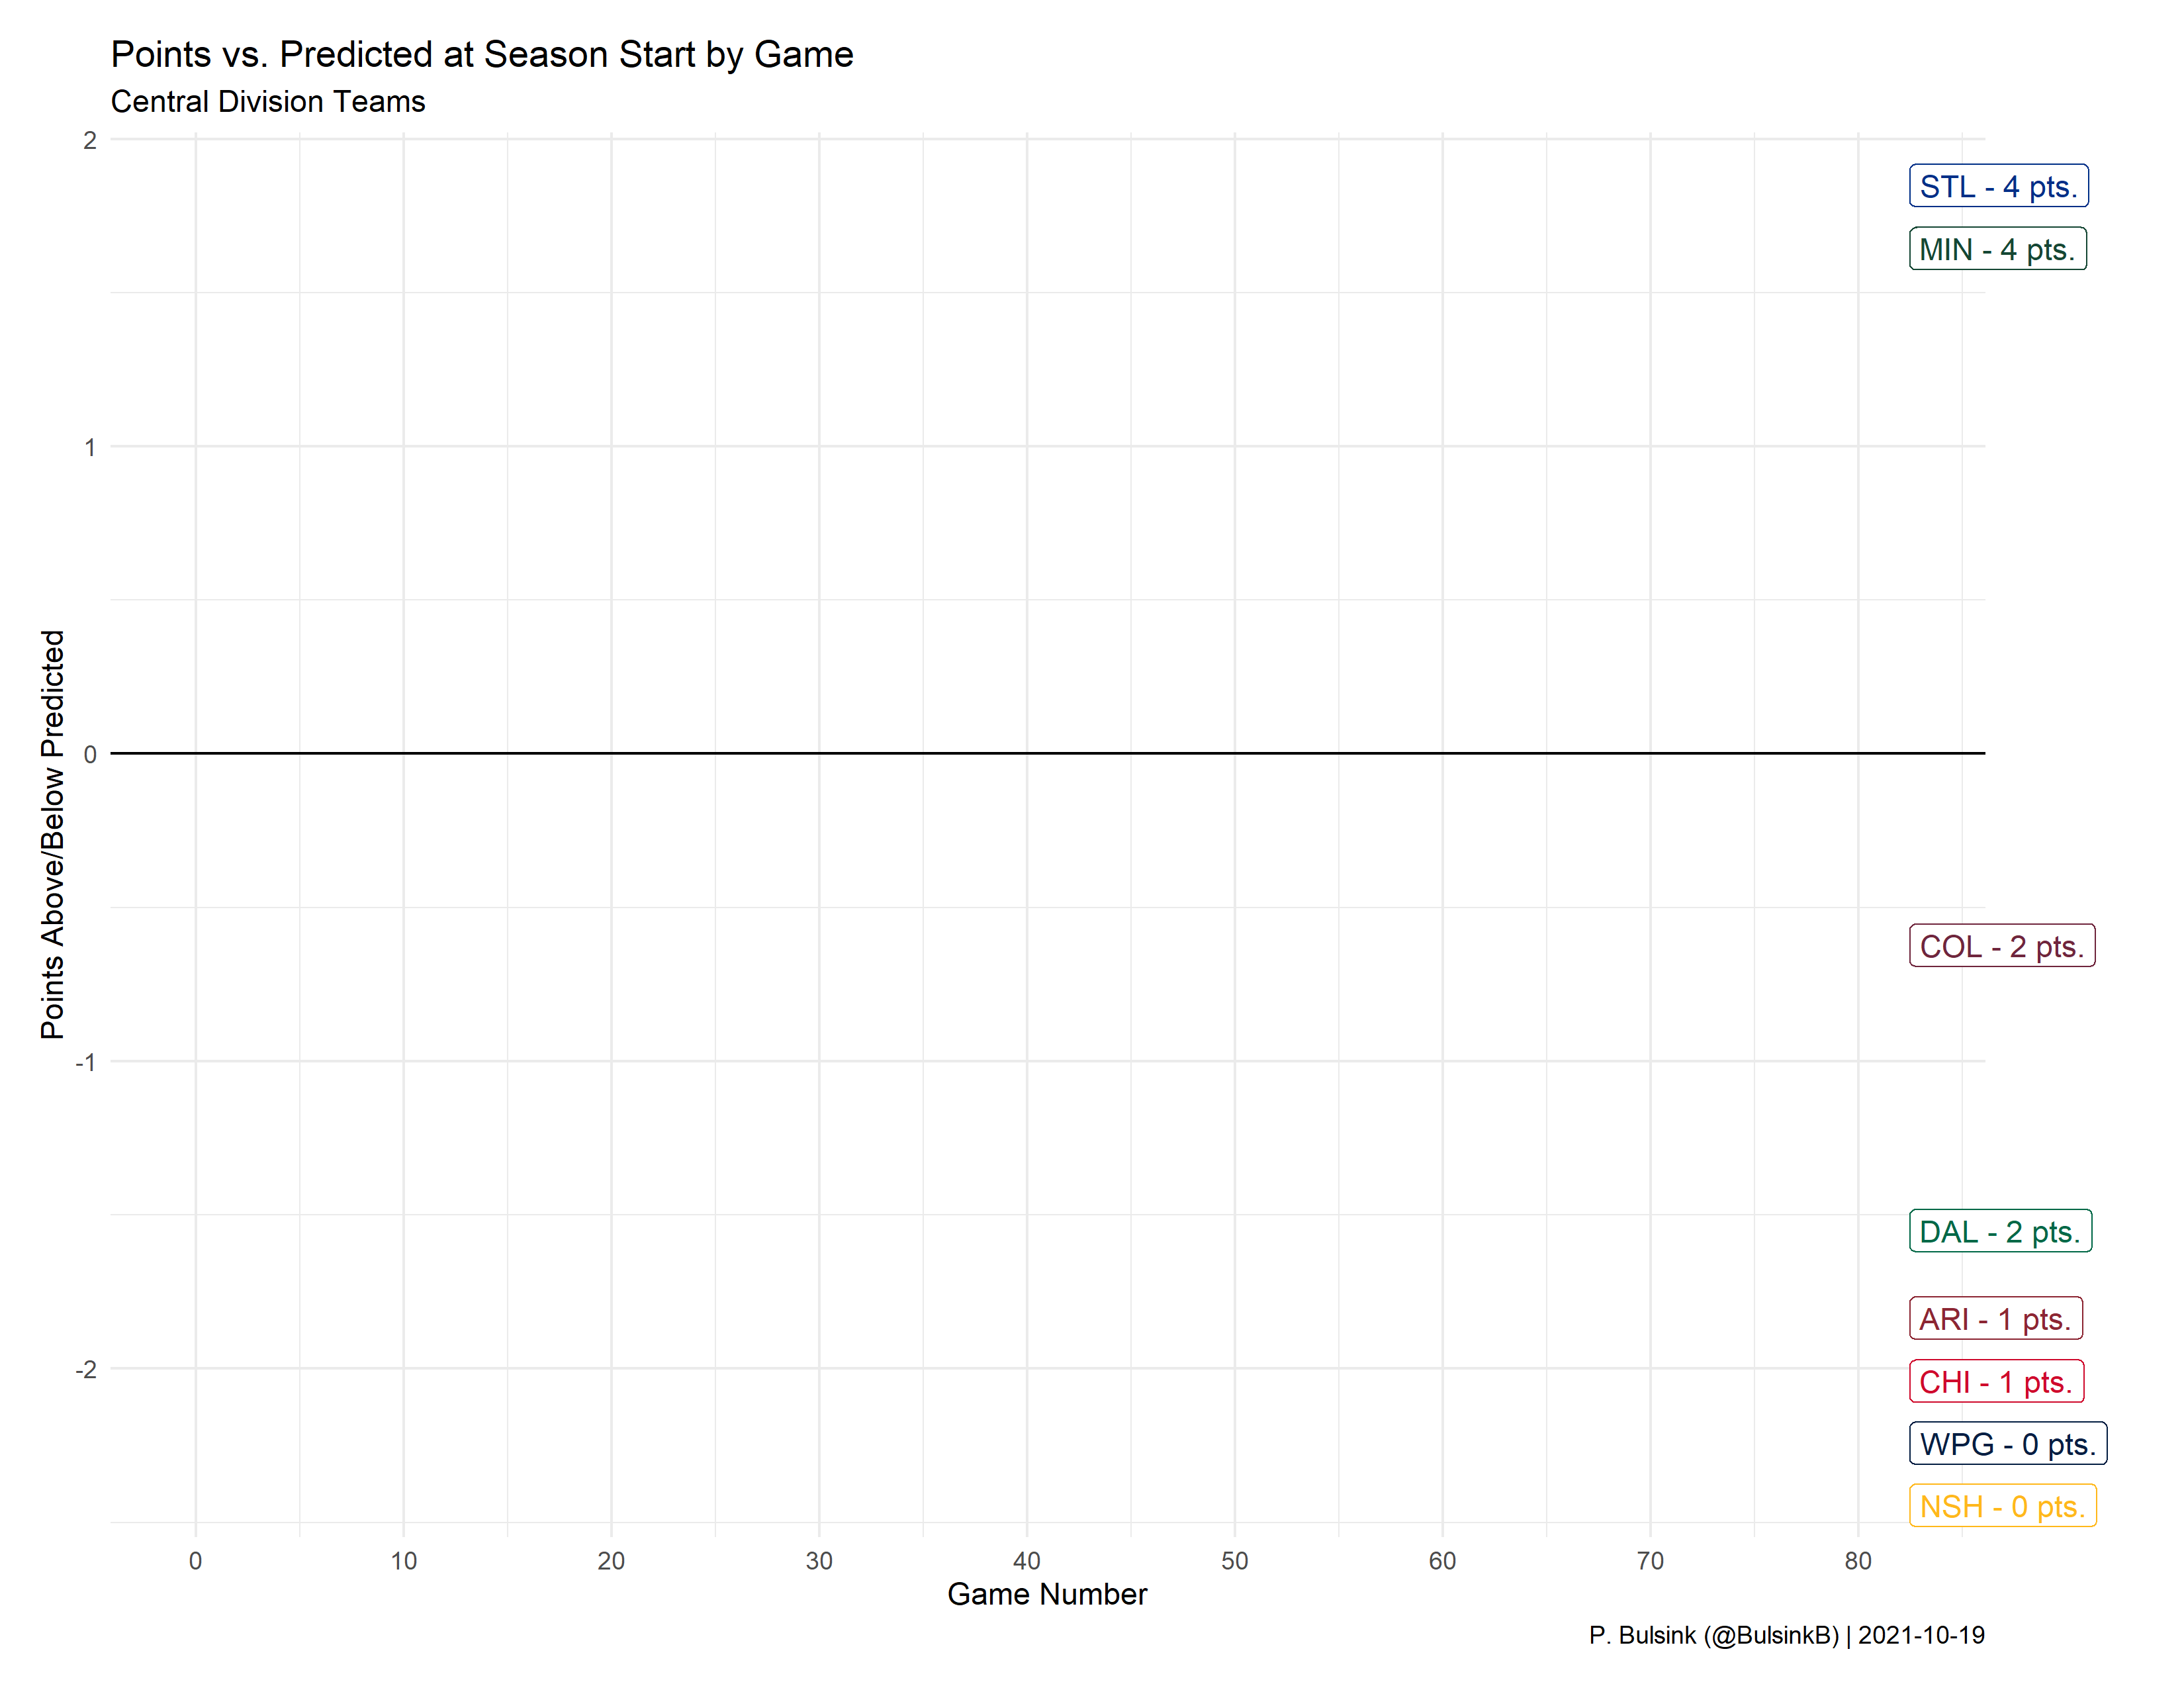 Points vs. Predicted at Season Start by Game
Central Division Teams
Points Above/Below Predicted
2
1
0
-1
-2
STL - 4 pts.
MIN - 4 pts.
COL - 2 pts.
DAL - 2 pts.
ARI - 1 pts.
CHI - 1 pts.
WPG - 0 pts.
NSH - 0 pts.
0 10 20 30 40 50 60 70 80
Game Number
P. Bulsink (@BulsinkB) | 2021-10-19